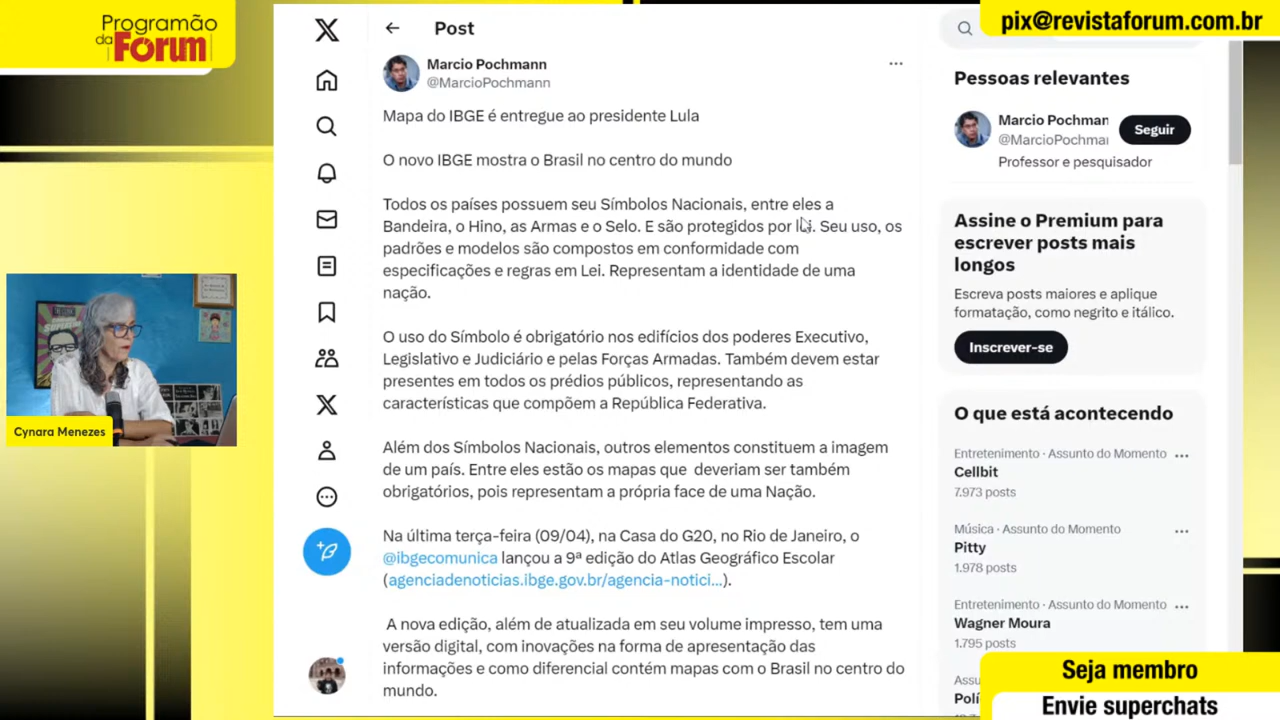 Programão
da
Fórum
pix@revistaforum.com.br
Post
Marcio Pochmann
@MarcioPochmann
Mapa do IBGE é entregue ao presidente Lula
O novo IBGE mostra o Brasil no centro do mundo
Todos os países possuem seu Símbolos Nacionais, entre eles a
Bandeira, o Hino, as Armas e o Selo. E são protegidos por lei. Seu uso, os
padrões e modelos são compostos em conformidade com
especificações e regras em Lei. Representam a identidade de uma
nação.
O uso do Símbolo é obrigatório nos edifícios dos poderes Executivo,
Legislativo e Judiciário e pelas Forças Armadas. Também devem estar
presentes em todos os prédios públicos, representando as
características que compõem a República Federativa.
Além dos Símbolos Nacionais, outros elementos constituem a imagem
de um país. Entre eles estão os mapas que deveriam ser também
obrigatórios, pois representam a própria face de uma Nação.
Na última terça-feira (09/04), na Casa do G20, no Rio de Janeiro, o
@ibgecomunica lançou a 9ª edição do Atlas Geográfico Escolar
(agenciadenoticias.ibge.gov.br/agencia-notici...).
A nova edição, além de atualizada em seu volume impresso, tem uma
versão digital, com inovações na forma de apresentação das
informações e como diferencial contém mapas com o Brasil no centro do
mundo.
Pessoas relevantes
Marcio Pochman
@MarcioPochma
Seguir
Professor e pesquisador
Assine o Premium para
escrever posts mais
longos
Escreva posts maiores e aplique
formatação, como negrito e itálico.
Inscrever-se
O que está acontecendo
Entretenimento · Assunto do Momento
Cellbit
7.973 posts
Música · Assunto do Momento
Pitty
1.978 posts
Entretenimento · Assunto do Momento
Wagner Moura
1.795 posts
Assu
Polí
Cynara Menezes
Seja membro
Envie superchats